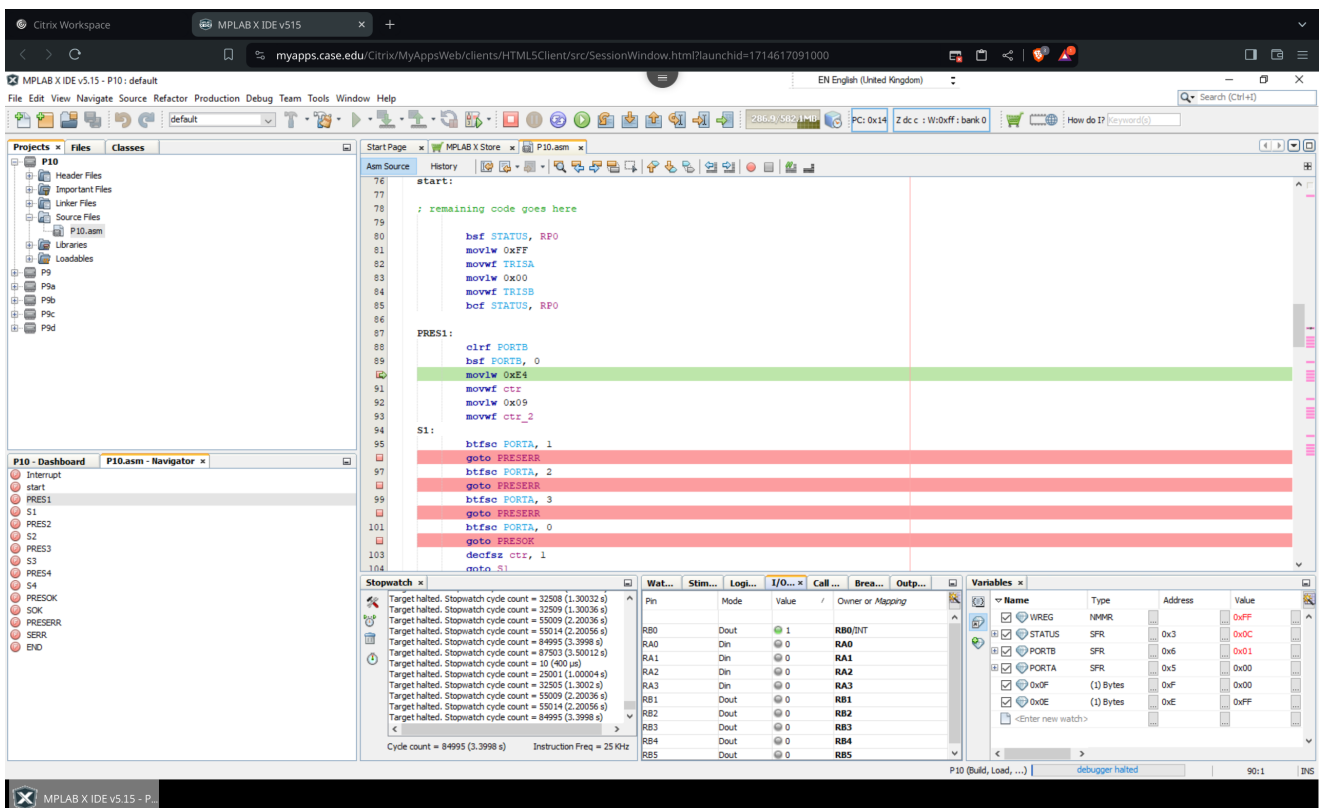 Citrix Workspace
MPLAB X IDE v515
myapps.case.edu/Citrix/MyAppsWeb/clients/HTML5Client/src/SessionWindow.html?launchid=1714617091000
MPLAB X IDE v5.15 - P10 : default
EN English (United Kingdom)
File Edit View Navigate Source Refactor Production Debug Team Tools Window Help
Search (Ctrl+I)
default
286.9/582.1MB
PC: 0x14
Z dc c : W:0xff : bank 0
How do I? Keyword(s)
Projects
Files
Classes
P10
Header Files
Important Files
Linker Files
Source Files
P10.asm
Libraries
Loadables
P9
P9a
P9b
P9c
P9d
P10 - Dashboard
P10.asm - Navigator
Interrupt
start
PRES1
S1
PRES2
S2
PRES3
S3
PRES4
S4
PRESOK
SOK
PRESERR
SERR
END
Start Page
MPLAB X Store
P10.asm
Asm Source
History
76 start:
77
78 ; remaining code goes here
79
80 bsf STATUS, RP0
81 movlw 0xFF
82 movwf TRISA
83 movlw 0x00
84 movwf TRISB
85 bcf STATUS, RP0
86
87 PRES1:
88 clrf PORTB
89 bsf PORTB, 0
movlw 0xE4
91 movwf ctr
92 movlw 0x09
93 movwf ctr_2
94 S1:
95 btfsc PORTA, 1
goto PRESERR
97 btfsc PORTA, 2
goto PRESERR
99 btfsc PORTA, 3
goto PRESERR
101 btfsc PORTA, 0
goto PRESOK
103 decfsz ctr, 1
104 goto S1
Stopwatch
Target halted. Stopwatch cycle count = 32508 (1.30032 s)
Target halted. Stopwatch cycle count = 32509 (1.30036 s)
Target halted. Stopwatch cycle count = 55009 (2.20036 s)
Target halted. Stopwatch cycle count = 55014 (2.20056 s)
Target halted. Stopwatch cycle count = 84995 (3.3998 s)
Target halted. Stopwatch cycle count = 87503 (3.50012 s)
Target halted. Stopwatch cycle count = 10 (400 µs)
Target halted. Stopwatch cycle count = 25001 (1.00004 s)
Target halted. Stopwatch cycle count = 32505 (1.3002 s)
Target halted. Stopwatch cycle count = 55009 (2.20036 s)
Target halted. Stopwatch cycle count = 55014 (2.20056 s)
Target halted. Stopwatch cycle count = 84995 (3.3998 s)
Cycle count = 84995 (3.3998 s) Instruction Freq = 25 KHz
Wat... Stim... Logi... I/O... Call ... Brea... Outp...
Pin Mode Value Owner or Mapping
RB0 Dout 1 RB0/INT
RA0 Din 0 RA0
RA1 Din 0 RA1
RA2 Din 0 RA2
RA3 Din 0 RA3
RB1 Dout 0 RB1
RB2 Dout 0 RB2
RB3 Dout 0 RB3
RB4 Dout 0 RB4
RB5 Dout 0 RB5
Variables
Name Type Address Value
WREG NMMR 0xFF
STATUS SFR 0x3 0x0C
PORTB SFR 0x6 0x01
PORTA SFR 0x5 0x00
0x0F (1) Bytes 0xF 0x00
0x0E (1) Bytes 0xE 0xFF
<Enter new watch>
P10 (Build, Load, ...)
debugger halted
90:1
INS
MPLAB X IDE v5.15 - P...